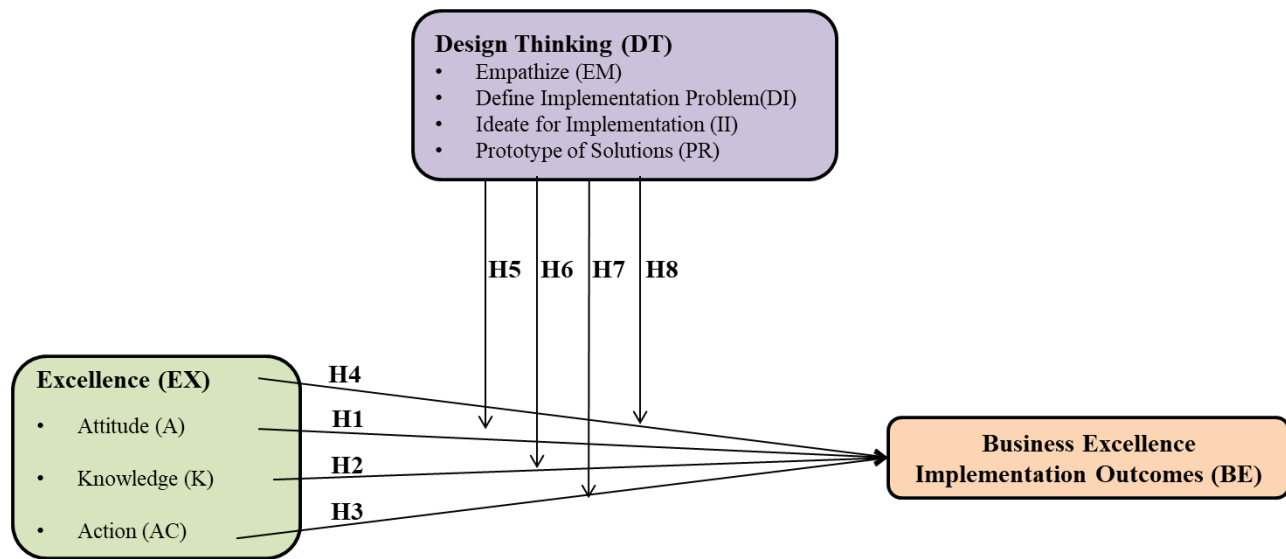 Design Thinking (DT)
• Empathize (EM)
• Define Implementation Problem(DI)
• Ideate for Implementation (II)
• Prototype of Solutions (PR)
H5
H6
H7
H8
Excellence (EX)
• Attitude (A)
• Knowledge (K)
• Action (AC)
H4
H1
H2
H3
Business Excellence
Implementation Outcomes (BE)